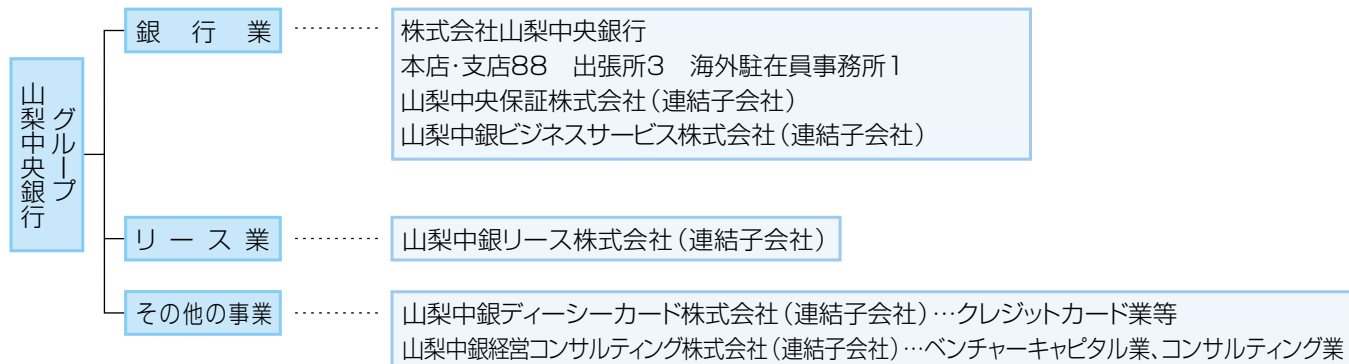 山梨中央銀行
グループ
銀行業
株式会社山梨中央銀行
本店・支店88 出張所3 海外駐在員事務所1
山梨中央保証株式会社(連結子会社)
山梨中銀ビジネスサービス株式会社(連結子会社)
リース業
山梨中銀リース株式会社(連結子会社)
その他の事業
山梨中銀ディーシーカード株式会社(連結子会社)…クレジットカード業等
山梨中銀経営コンサルティング株式会社(連結子会社)…ベンチャーキャピタル業、コンサルティング業